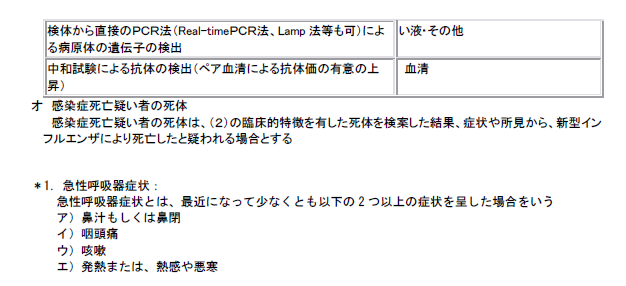 検体から直接のPCR法（Real-timePCR法、Lamp 法等も可）によ
る病原体の遺伝子の検出
い液・その他
中和試験による抗体の検出（ペア血清による抗体価の有意の上
昇）
血清
オ　感染症死亡疑い者の死体
感染症死亡疑い者の死体は、（２）の臨床的特徴を有した死体を検案した結果、症状や所見から、新型イン
フルエンザにより死亡したと疑われる場合とする
＊1． 急性呼吸器症状：
急性呼吸器症状とは、最近になって少なくとも以下の 2 つ以上の症状を呈した場合をいう
ア） 鼻汁もしくは鼻閉
イ） 咽頭痛
ウ） 咳嗽
エ） 発熱または、熱感や悪寒